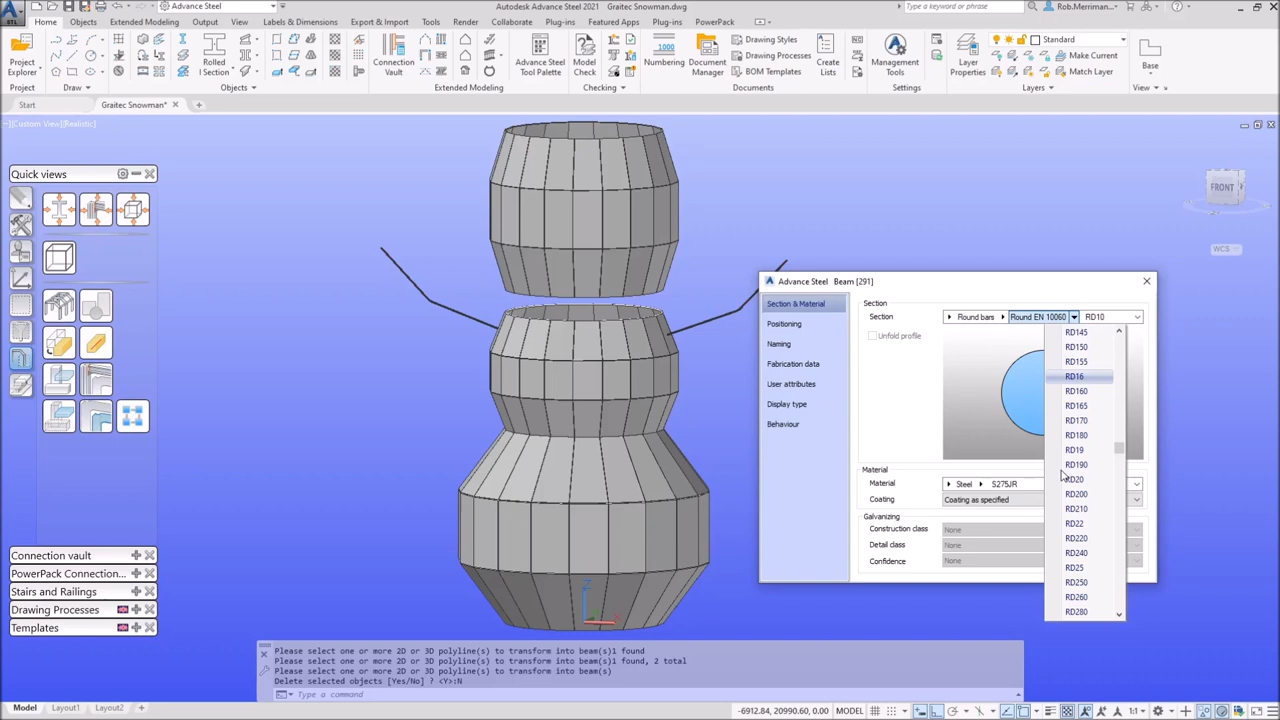 Advance Steel
Autodesk Advance Steel 2021
Graitec Snowman.dwg
Type a keyword or phrase
Rob.Merriman...
STL
Home
Objects
Extended Modeling
Output
View
Labels & Dimensions
Export & Import
Tool
Render
Collaborate
Plug-ins
Featured Apps
Plug-ins
PowerPack
Project
Explorer
Rolled
I Section
Connection
Vault
Advance Steel
Tool Palette
Model
Check
1000
Numbering
Document
Manager
Drawing Styles
Drawing Processes
BOM Templates
Create
Lists
Management
Tools
Layer
Properties
Standard
Make Current
Match Layer
Base
Project
Draw
Objects
Extended Modeling
Checking
Documents
Settings
Layers
View
Start
Graitec Snowman*
[Custom View][Realistic]
Quick views
FRONT
WCS
Advance Steel Beam [291]
Section & Material
Positioning
Naming
Fabrication data
User attributes
Display type
Behaviour
Section
Section
Round bars
Round EN 10060
RD10
Unfold profile
RD145
RD150
RD155
RD16
RD160
RD165
RD170
RD180
RD19
RD190
RD20
RD200
RD210
RD22
RD220
RD240
RD25
RD250
RD260
RD280
Material
Material
Steel
S275JR
Coating
Coating as specified
Galvanizing
Construction class
None
Detail class
None
Confidence
None
Connection vault
PowerPack Connection...
Stairs and Railings
Drawing Processes
Templates
Z
Please select one or more 2D or 3D polyline(s) to transform into beam(s)1 found
Please select one or more 2D or 3D polyline(s) to transform into beam(s)1 found, 2 total
Please select one or more 2D or 3D polyline(s) to transform into beam(s)
Delete selected objects [Yes/No] ? <Y>:N
Type a command
Model
Layout1
Layout2
-6912.84, 20990.60, 0.00
MODEL
1:1